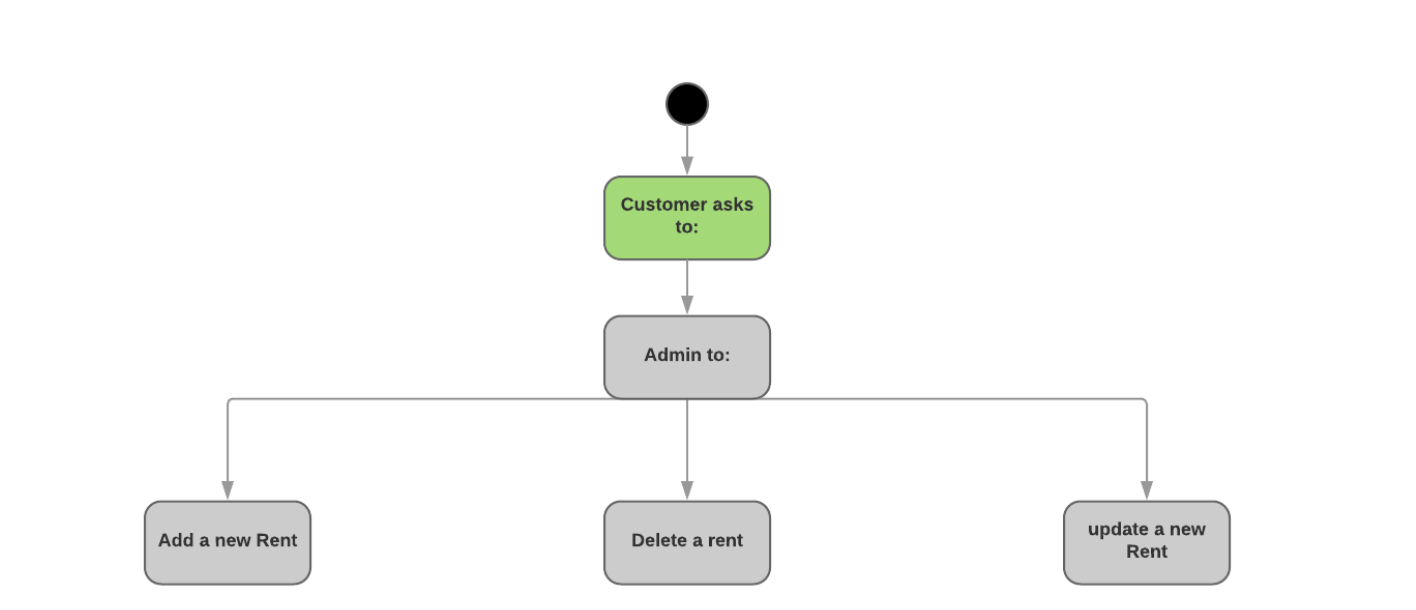 Customer asks
to:
Admin to:
Add a new Rent
Delete a rent
update a new
Rent